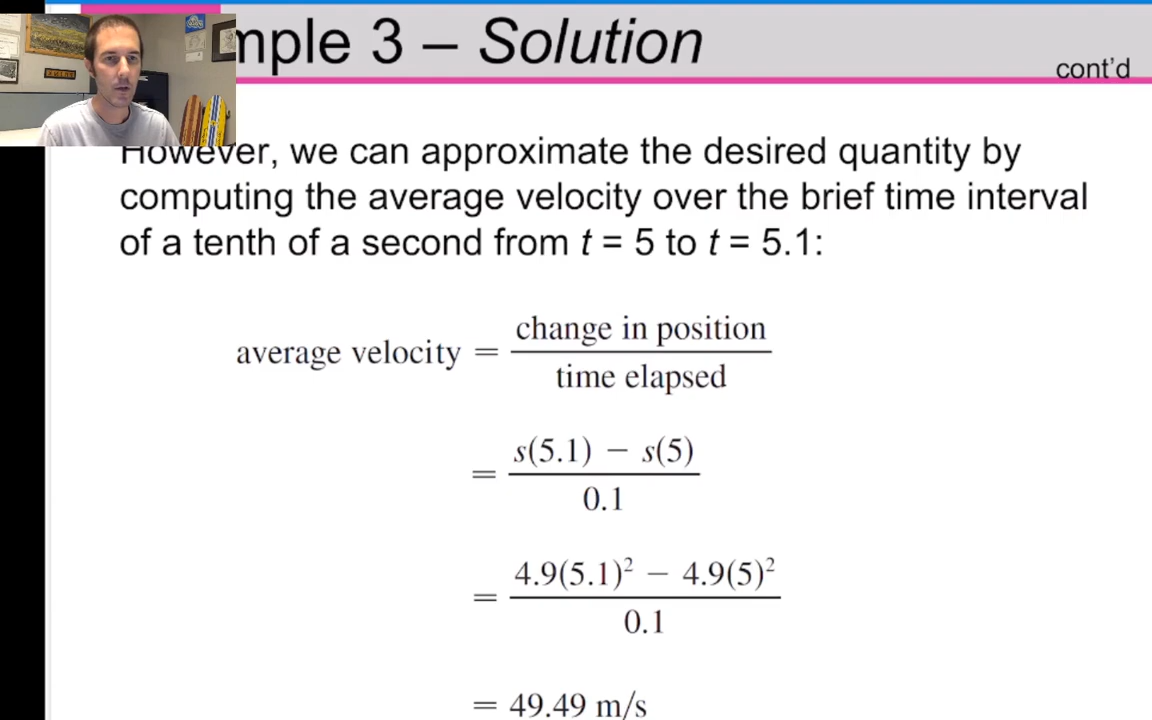 mple 3 – Solution
cont'd
However, we can approximate the desired quantity by
computing the average velocity over the brief time interval
of a tenth of a second from t = 5 to t = 5.1:
average velocity = change in position / time elapsed
= s(5.1) − s(5) / 0.1
= 4.9(5.1)² − 4.9(5)² / 0.1
= 49.49 m/s